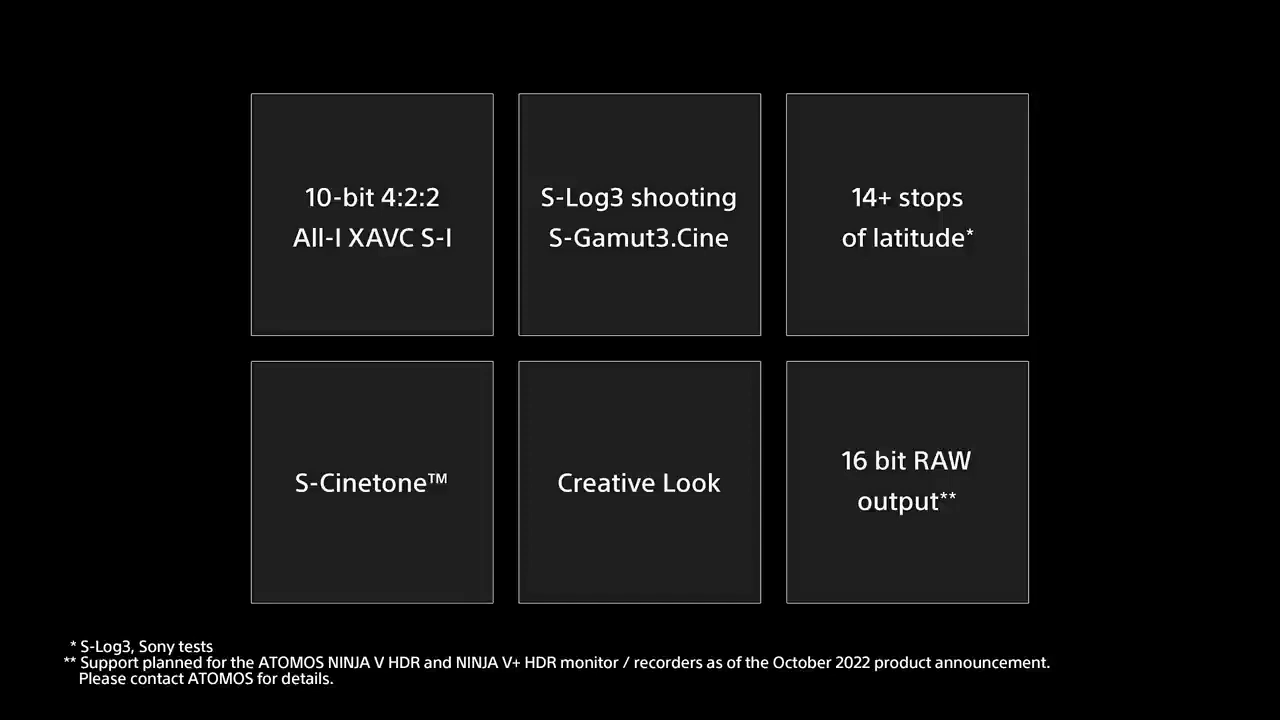 10-bit 4:2:2
All-I XAVC S-I
S-Log3 shooting
S-Gamut3.Cine
14+ stops
of latitude*
S-Cinetone™
Creative Look
16 bit RAW
output**
* S-Log3, Sony tests
** Support planned for the ATOMOS NINJA V HDR and NINJA V+ HDR monitor / recorders as of the October 2022 product announcement.
Please contact ATOMOS for details.